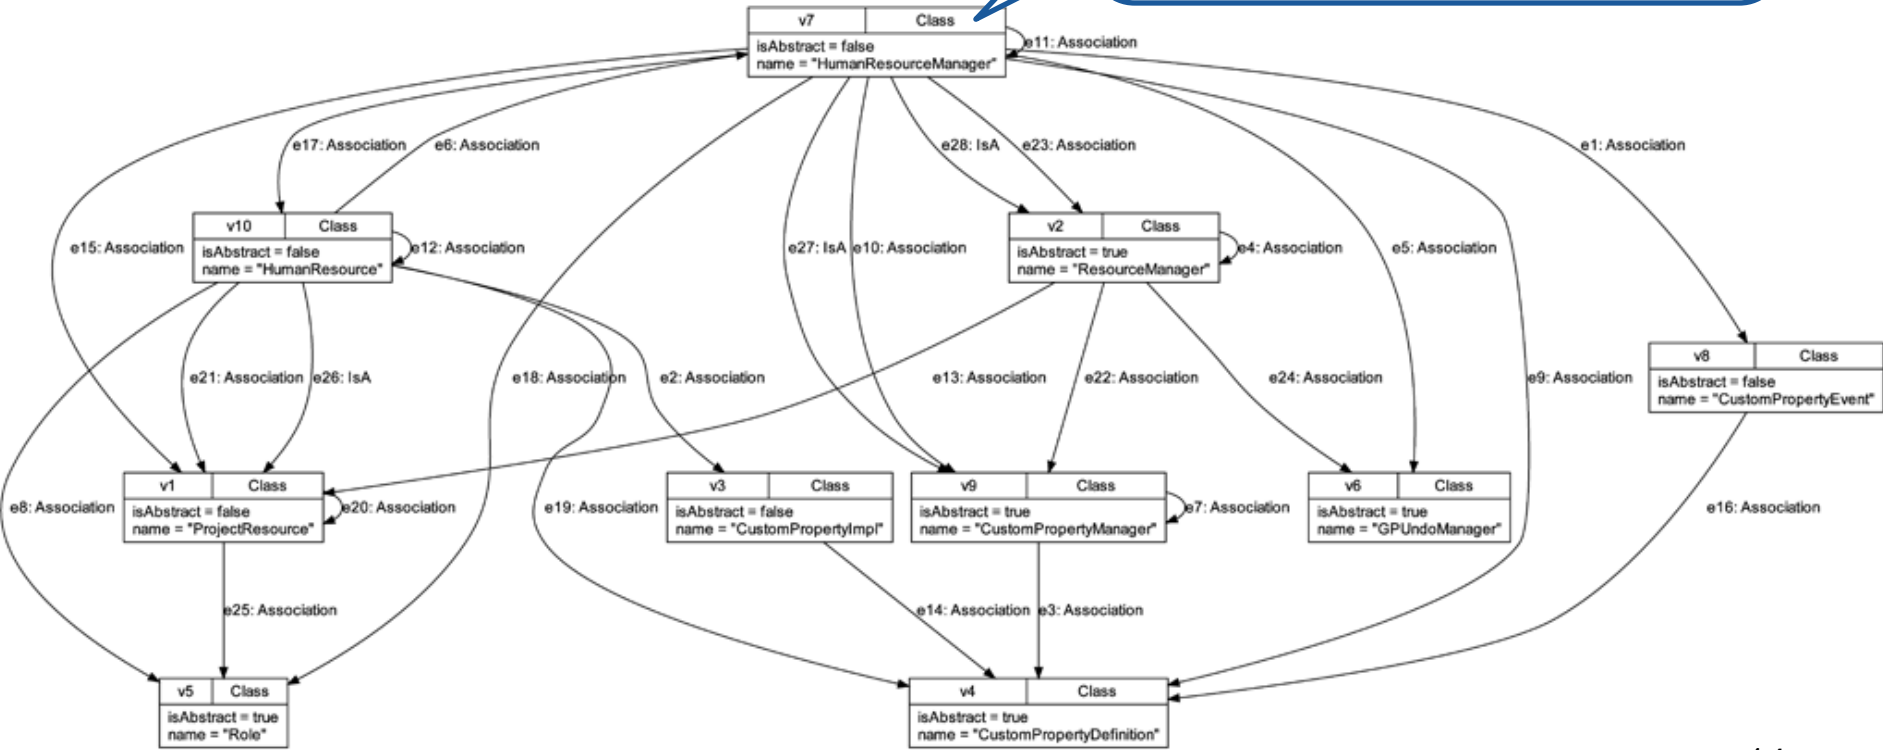 v7 Class
isAbstract = false
name = "HumanResourceManager"
e11: Association
e17: Association
e6: Association
e28: IsA
e23: Association
e1: Association
v10 Class
isAbstract = false
name = "HumanResource"
e12: Association
v2 Class
isAbstract = true
name = "ResourceManager"
e4: Association
e15: Association
e27: IsA
e10: Association
e5: Association
v8 Class
isAbstract = false
name = "CustomPropertyEvent"
e21: Association
e26: IsA
e18: Association
e2: Association
e13: Association
e22: Association
e24: Association
e9: Association
v1 Class
isAbstract = false
name = "ProjectResource"
e20: Association
v3 Class
isAbstract = false
name = "CustomPropertyImpl"
v9 Class
isAbstract = true
name = "CustomPropertyManager"
e7: Association
v6 Class
isAbstract = true
name = "GPUndoManager"
e8: Association
e19: Association
e16: Association
e25: Association
e14: Association
e3: Association
v5 Class
isAbstract = true
name = "Role"
v4 Class
isAbstract = true
name = "CustomPropertyDefinition"